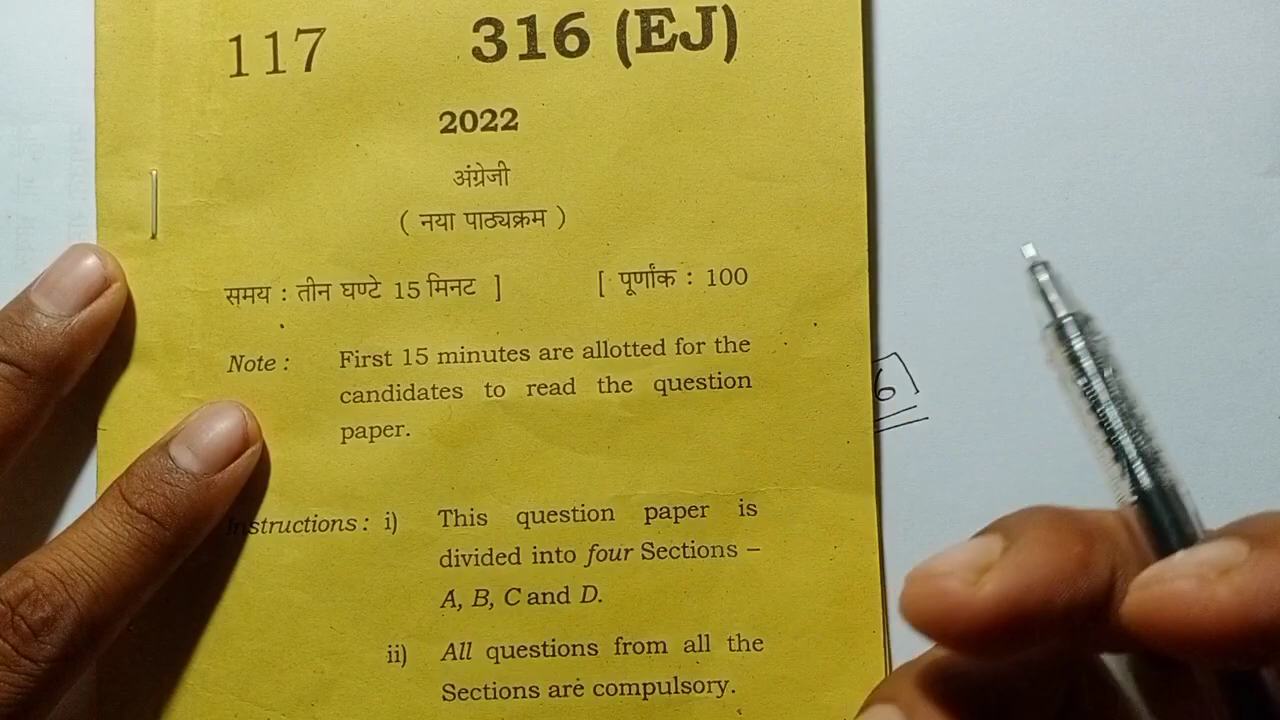 117 316 (EJ)
2022
अंग्रेजी
( नया पाठ्यक्रम )
समय : तीन घण्टे 15 मिनट ] [ पूर्णांक : 100
Note : First 15 minutes are allotted for the
candidates to read the question
paper.
Instructions : i) This question paper is
divided into four Sections –
A, B, C and D.
ii) All questions from all the
Sections are compulsory.
6